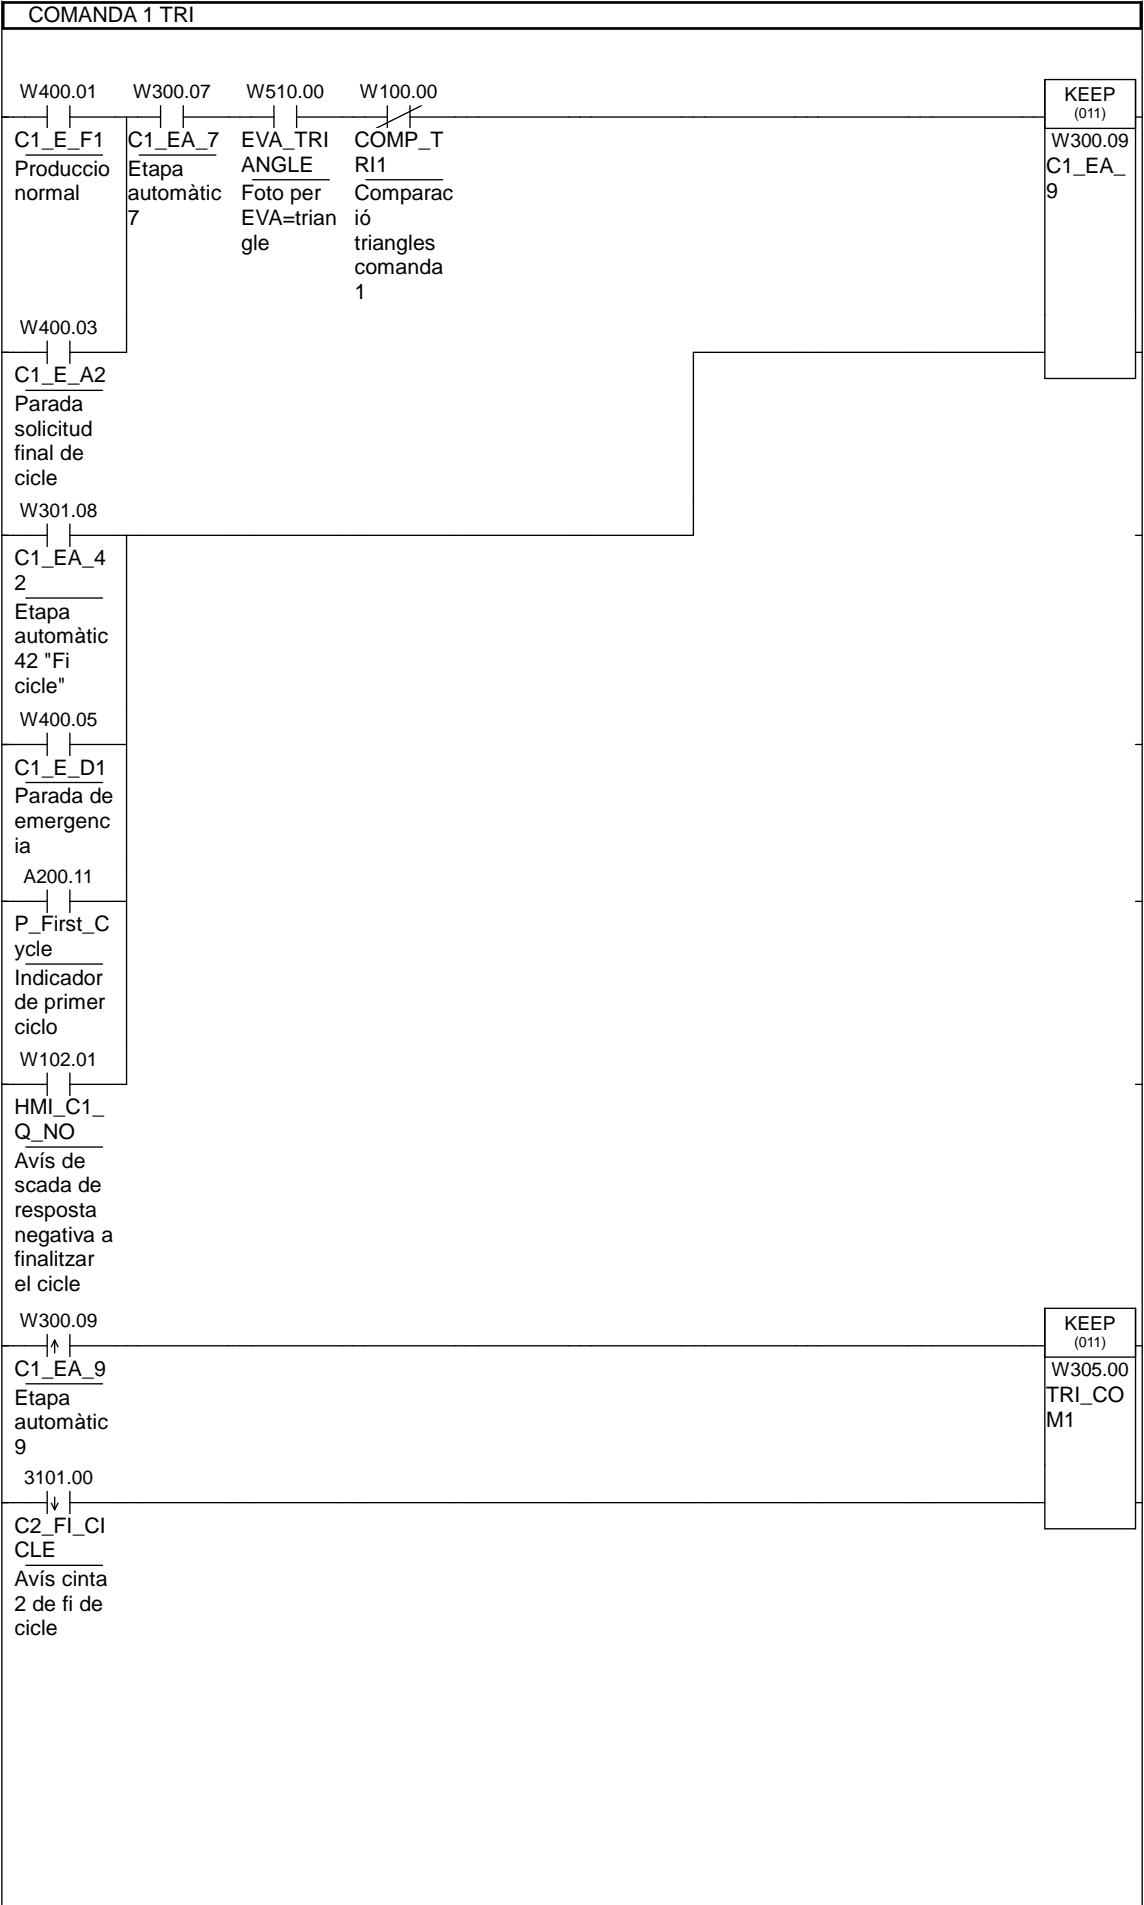 COMANDA 1 TRI
W400.01 W300.07 W510.00 W100.00 KEEP
(011)
C1_E_F1 C1_EA_7 EVA_TRI COMP_T W300.09
Produccio Etapa ANGLE RI1 C1_EA_
normal automàtic Foto per Comparac 9
7 EVA=trian ió
gle triangles
comanda
1
W400.03
C1_E_A2
Parada
solicitud
final de
cicle
W301.08
C1_EA_4
2
Etapa
automàtic
42 "Fi
cicle"
W400.05
C1_E_D1
Parada de
emergenc
ia
A200.11
P_First_C
ycle
Indicador
de primer
ciclo
W102.01
HMI_C1_
Q_NO
Avís de
scada de
resposta
negativa a
finalitzar
el cicle
W300.09 KEEP
(011)
C1_EA_9 W305.00
Etapa TRI_CO
automàtic M1
9
3101.00
C2_FI_CI
CLE
Avís cinta
2 de fi de
cicle